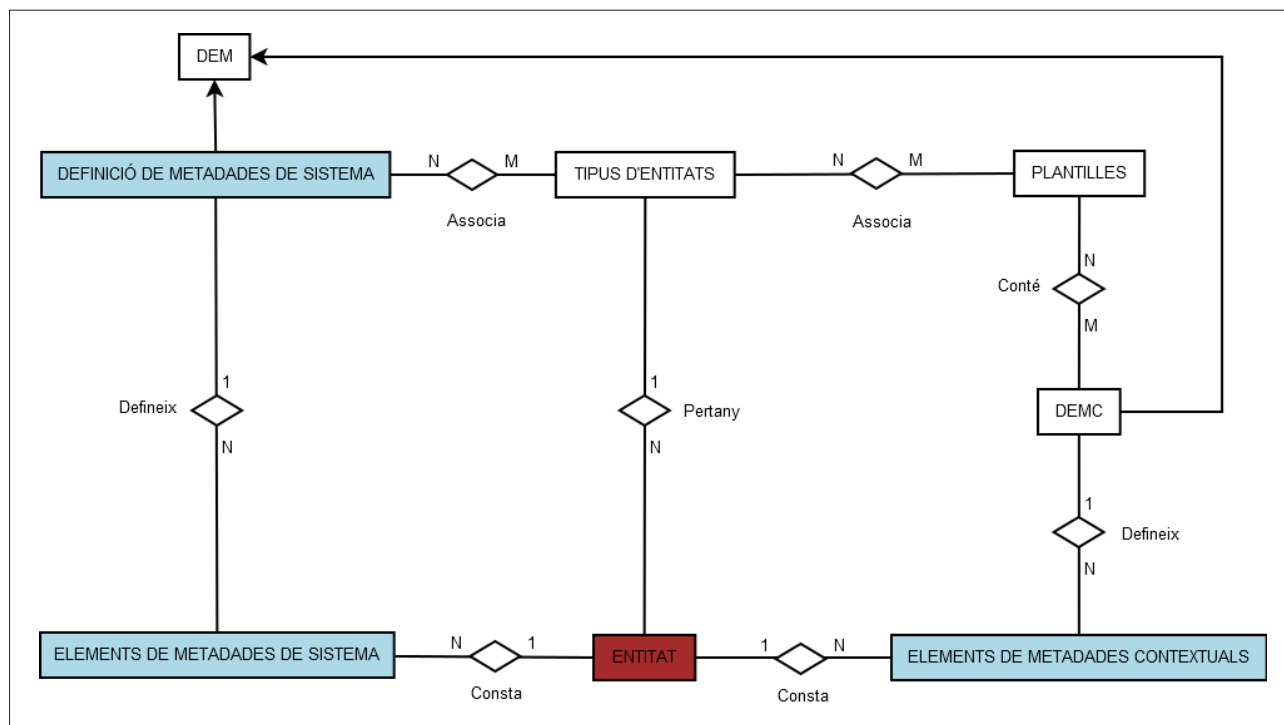 DEM
DEFINICIÓ DE METADADES DE SISTEMA
N
M
TIPUS D'ENTITATS
N
M
PLANTILLES
Associa
Associa
N
Conté
M
1
Defineix
N
1
Pertany
N
DEMC
1
Defineix
N
ELEMENTS DE METADADES DE SISTEMA
N
1
ENTITAT
1
N
ELEMENTS DE METADADES CONTEXTUALS
Consta
Consta